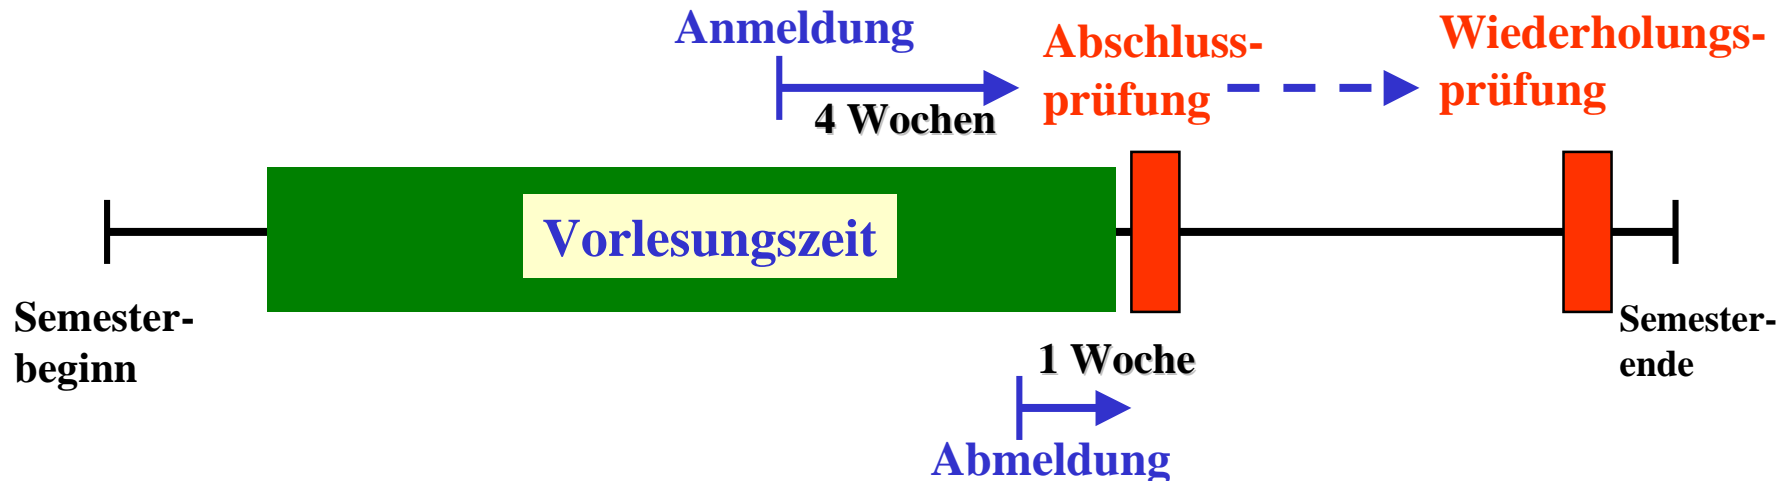 Anmeldung
4 Wochen
Abschluss-
prüfung
Wiederholungs-
prüfung
Vorlesungszeit
Semester-
beginn
Semester-
ende
1 Woche
Abmeldung